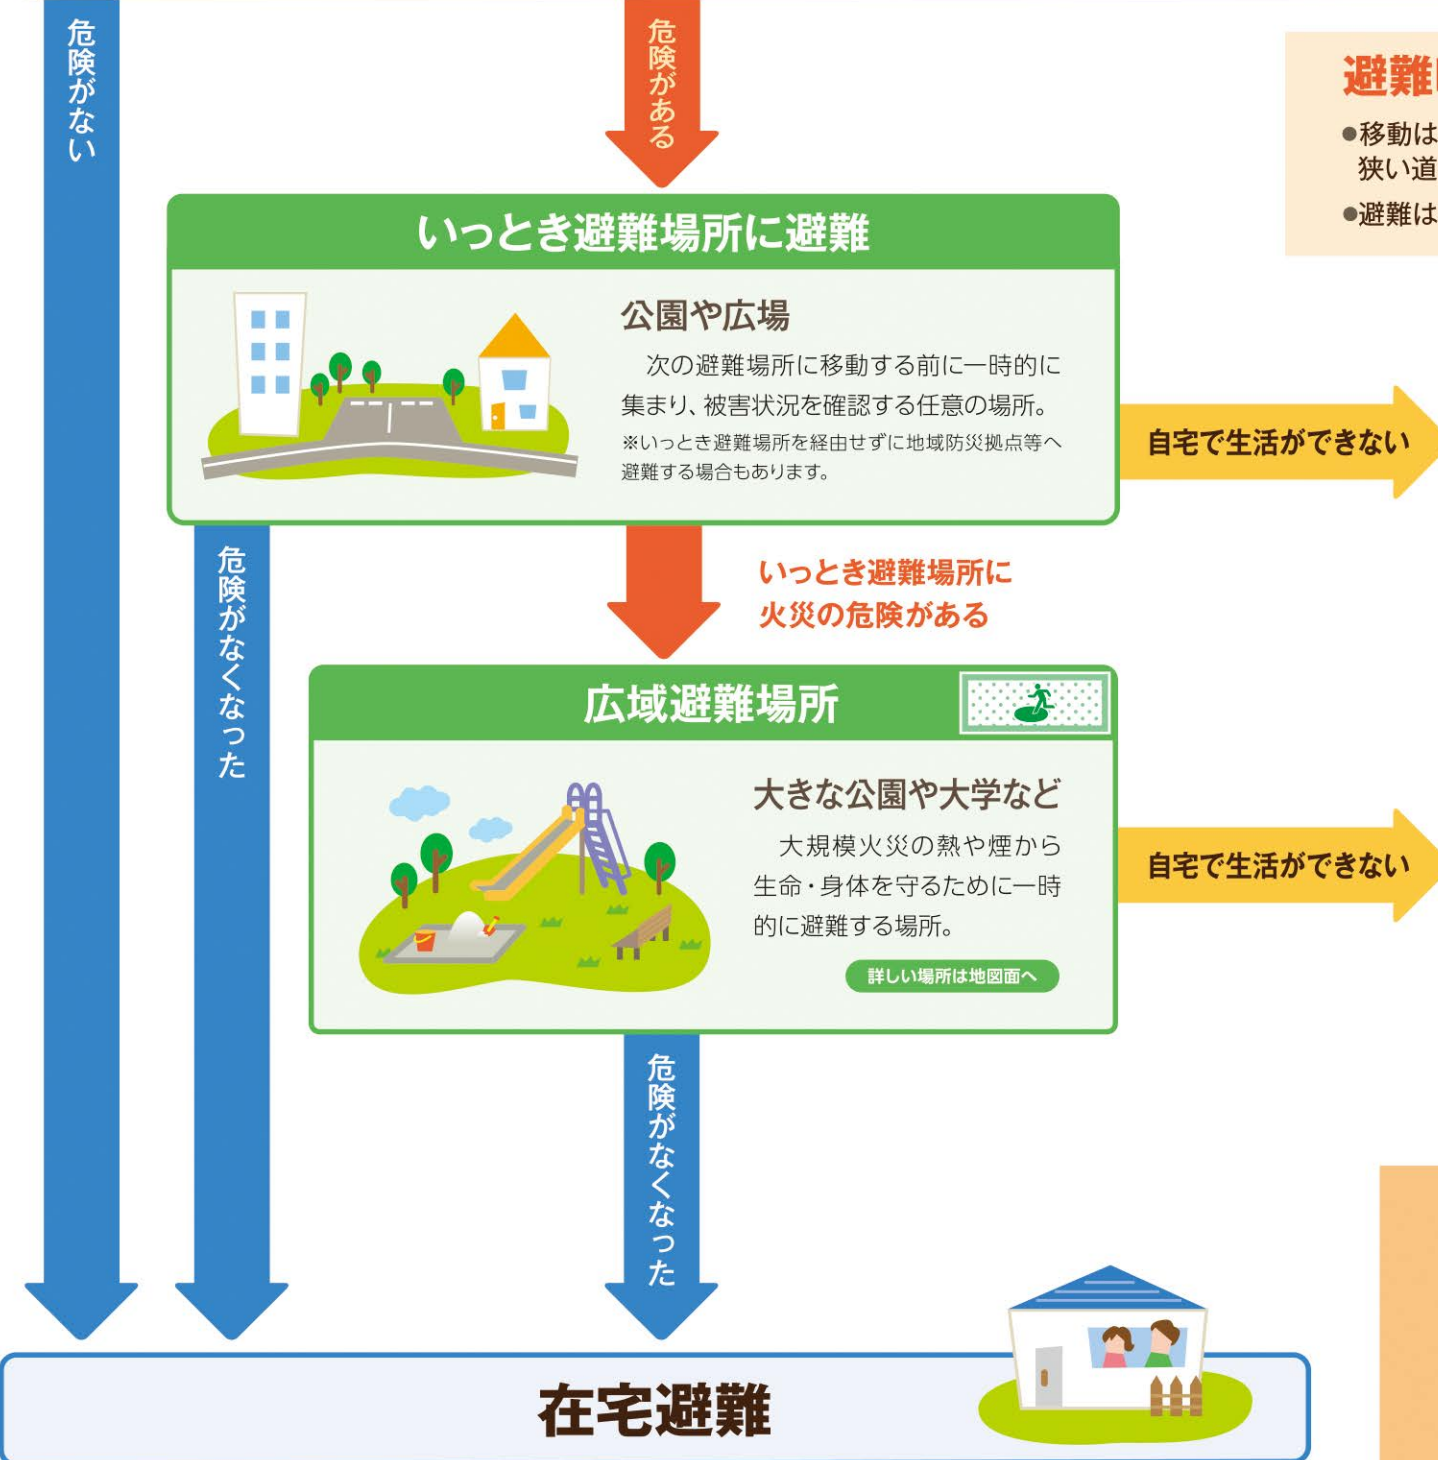 危険がない
危険がある
避難
●移動は
狭い道
●避難は
いっとき避難場所に避難
公園や広場
次の避難場所に移動する前に一時的に
集まり、被害状況を確認する任意の場所。
※いっとき避難場所を経由せずに地域防災拠点等へ
避難する場合もあります。
自宅で生活ができない
危険がなくなった
いっとき避難場所に
火災の危険がある
広域避難場所
大きな公園や大学など
大規模火災の熱や煙から
生命・身体を守るために一時
的に避難する場所。
詳しい場所は地図面へ
自宅で生活ができない
危険がなくなった
在宅避難